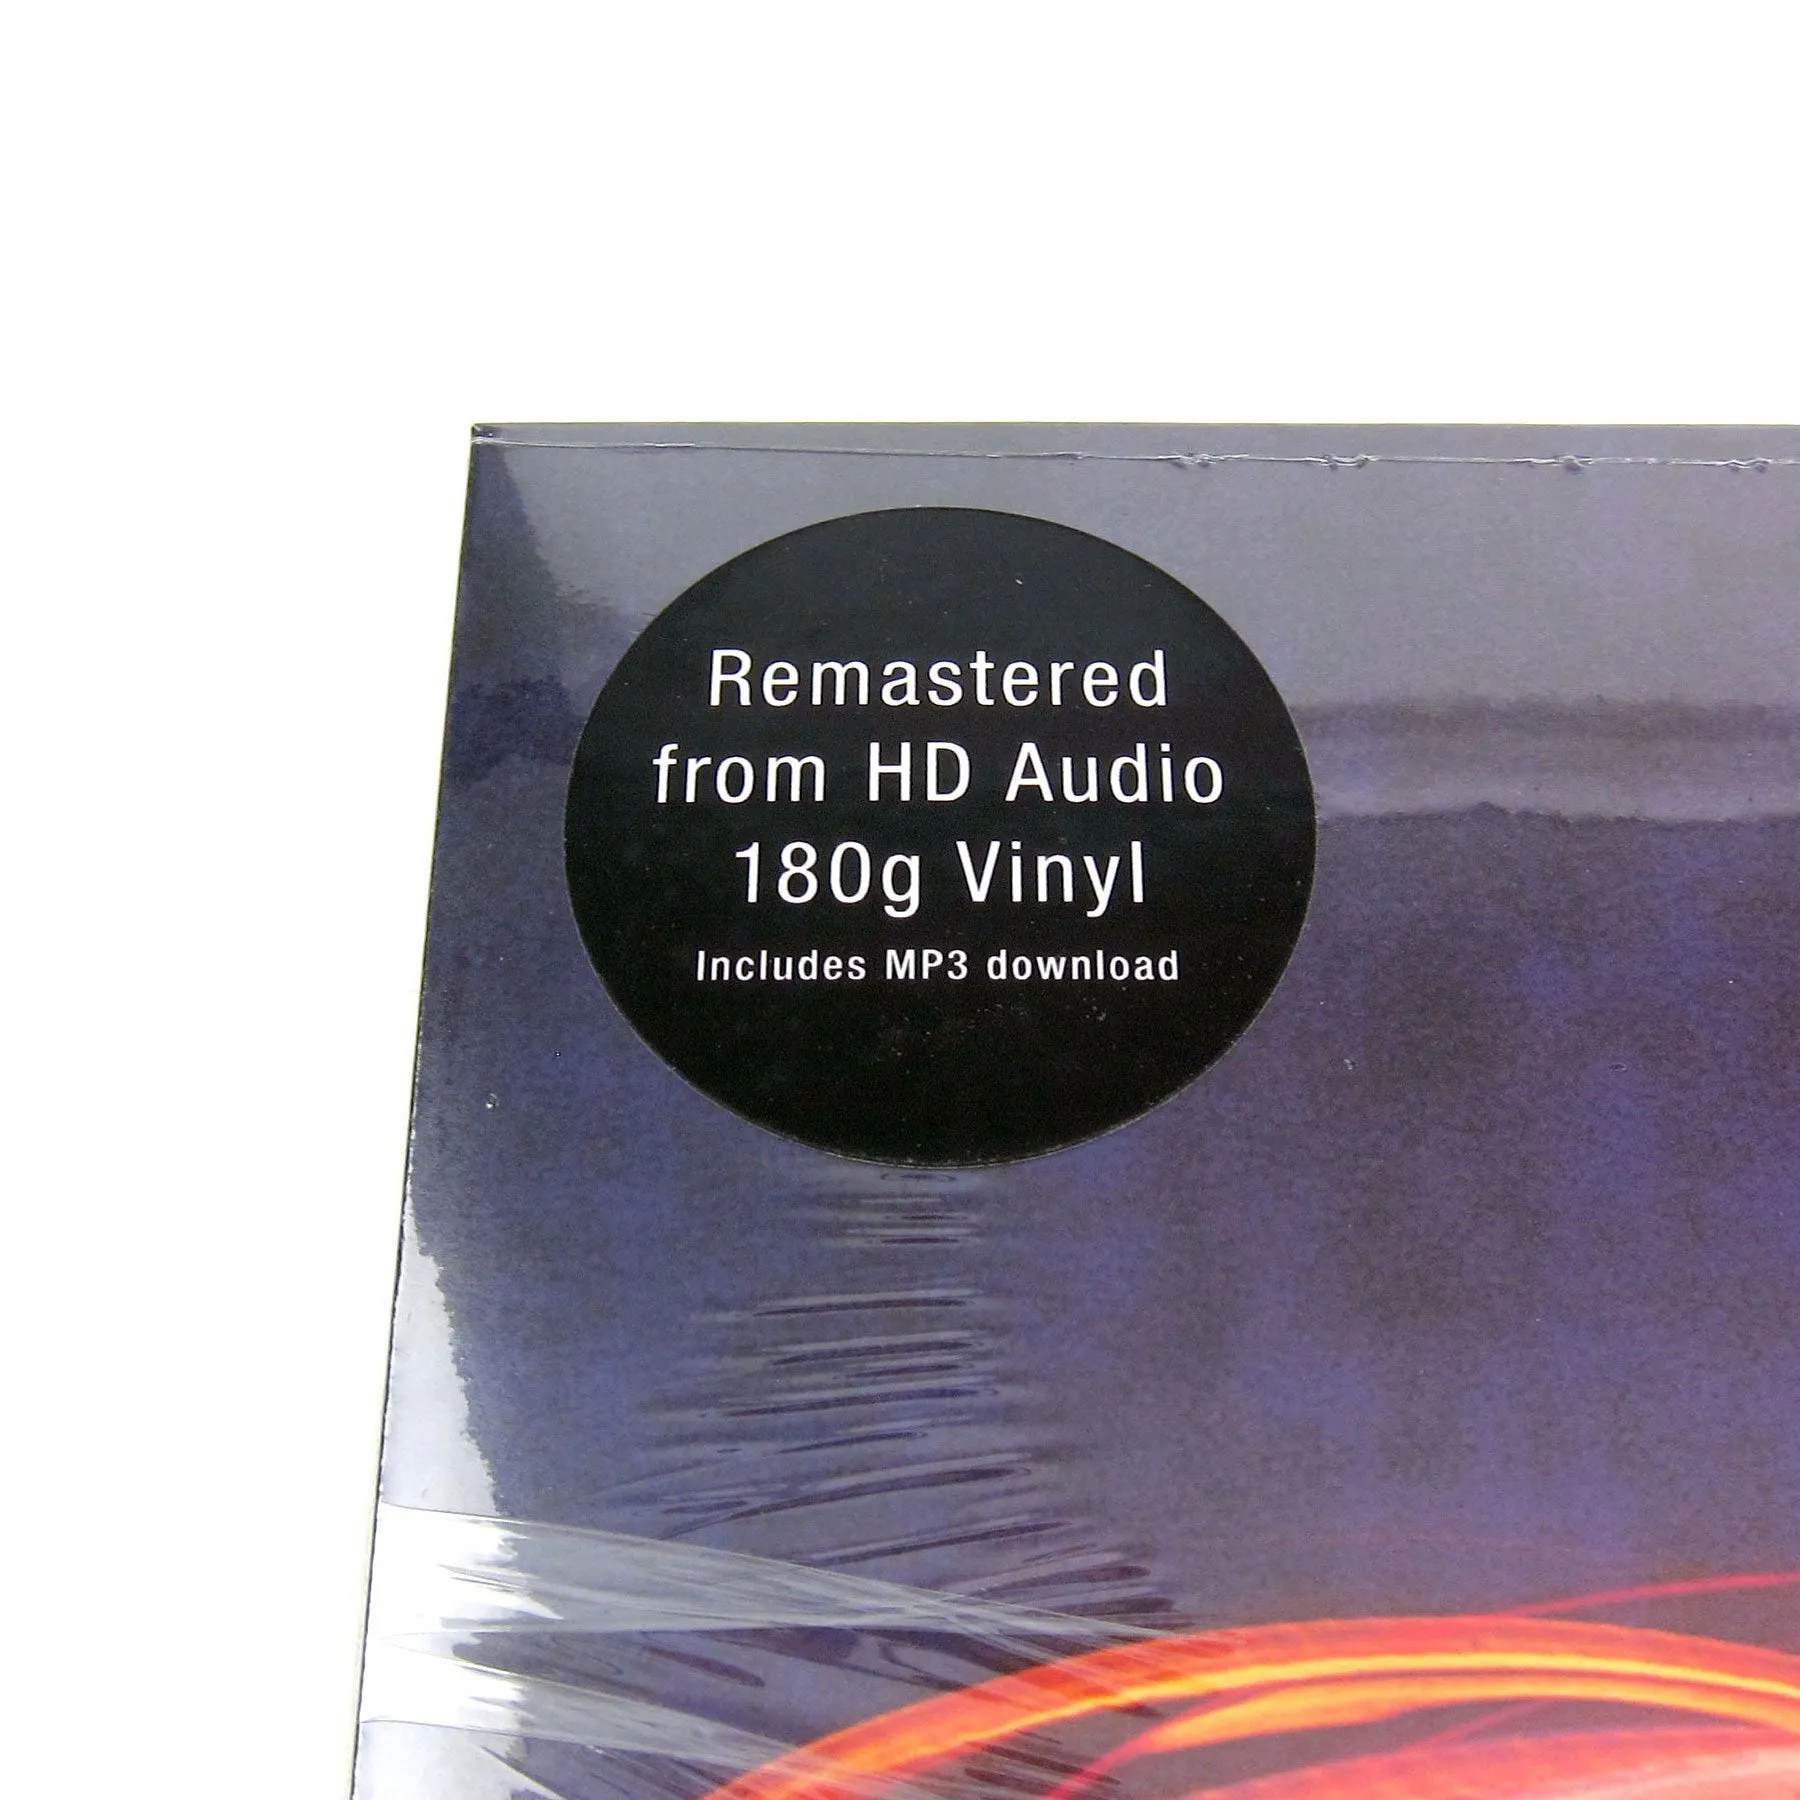 Remastered
from HD Audio
180g Vinyl
Includes MP3 download